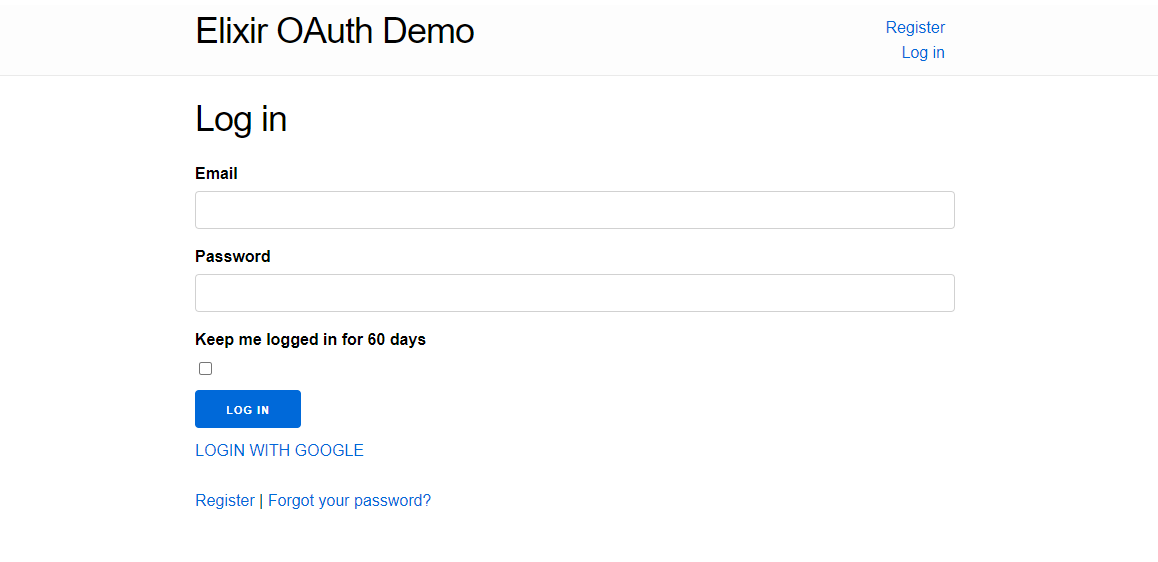 Elixir OAuth Demo
Register
Log in
Log in
Email
Password
Keep me logged in for 60 days
LOG IN
LOGIN WITH GOOGLE
Register | Forgot your password?